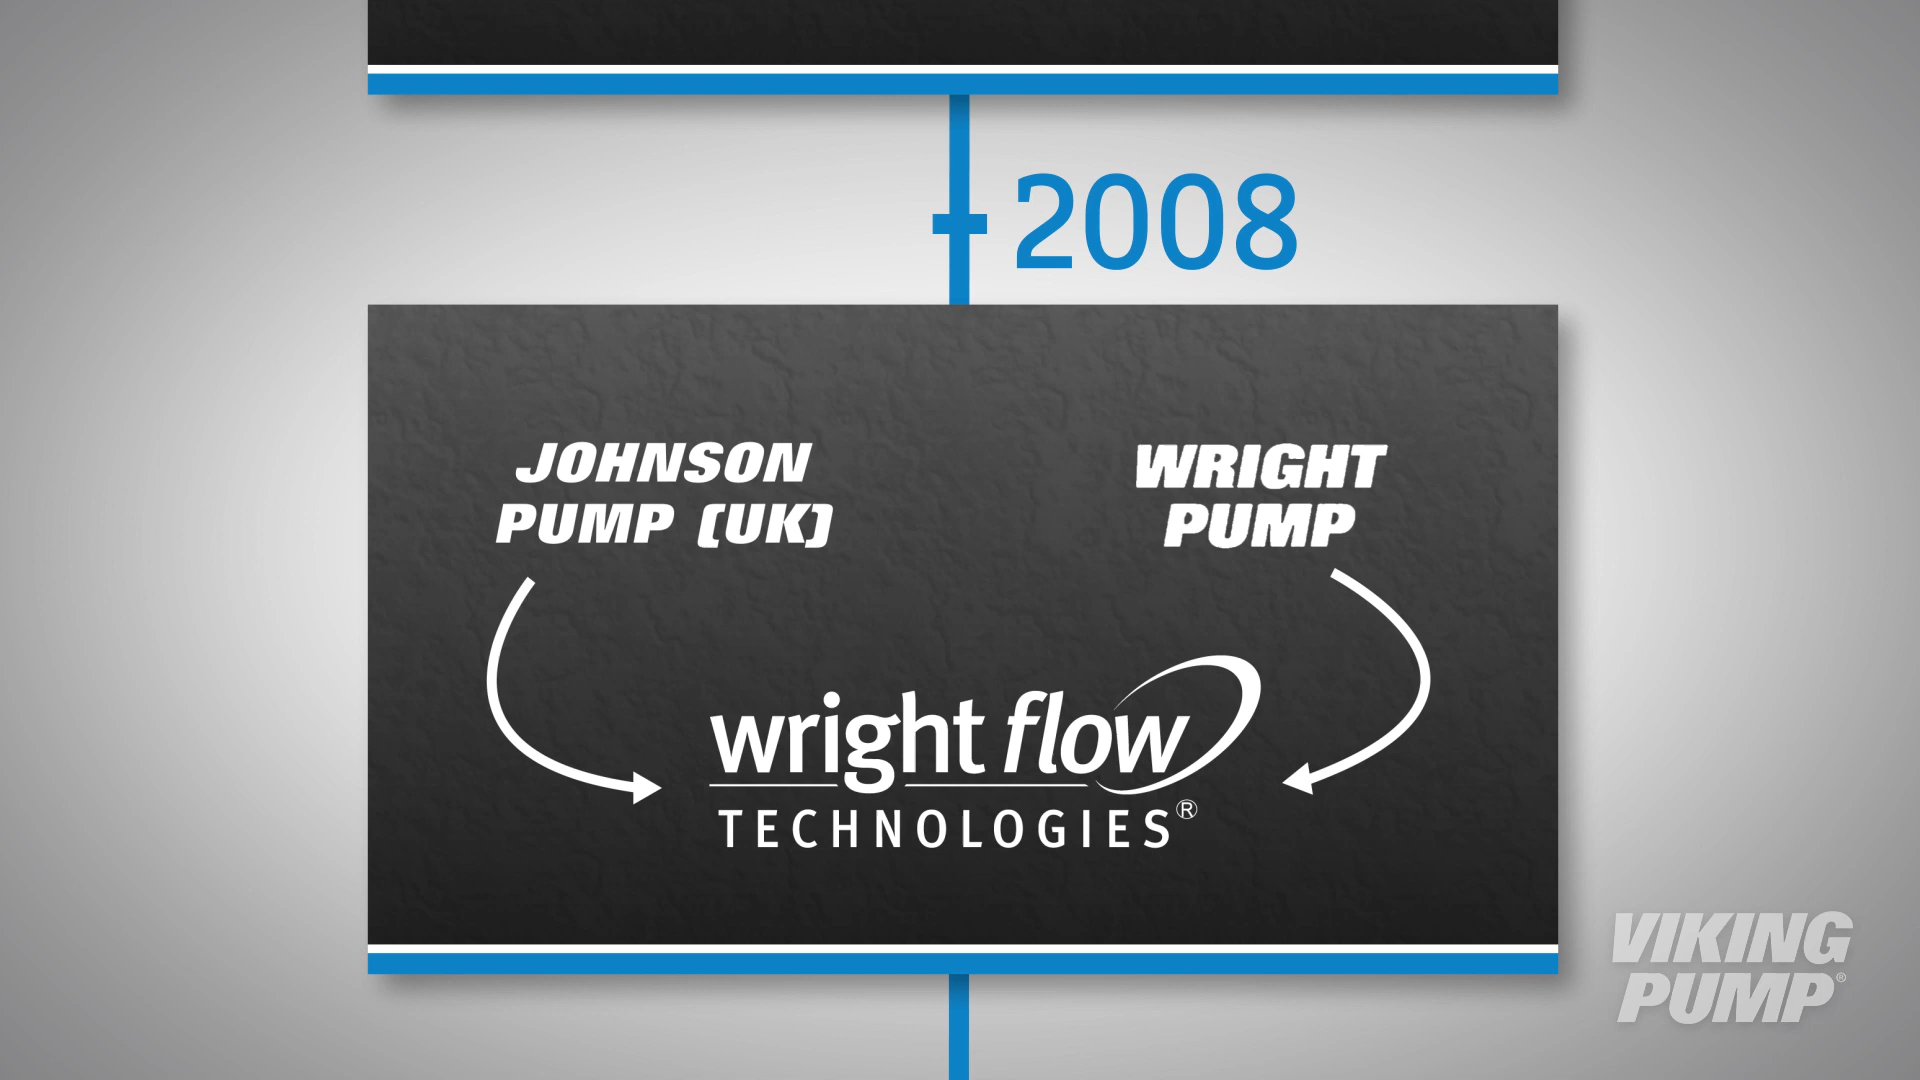 2008
JOHNSON
PUMP (UK)
WRIGHT
PUMP
wright flow
TECHNOLOGIES®
VIKING
PUMP®